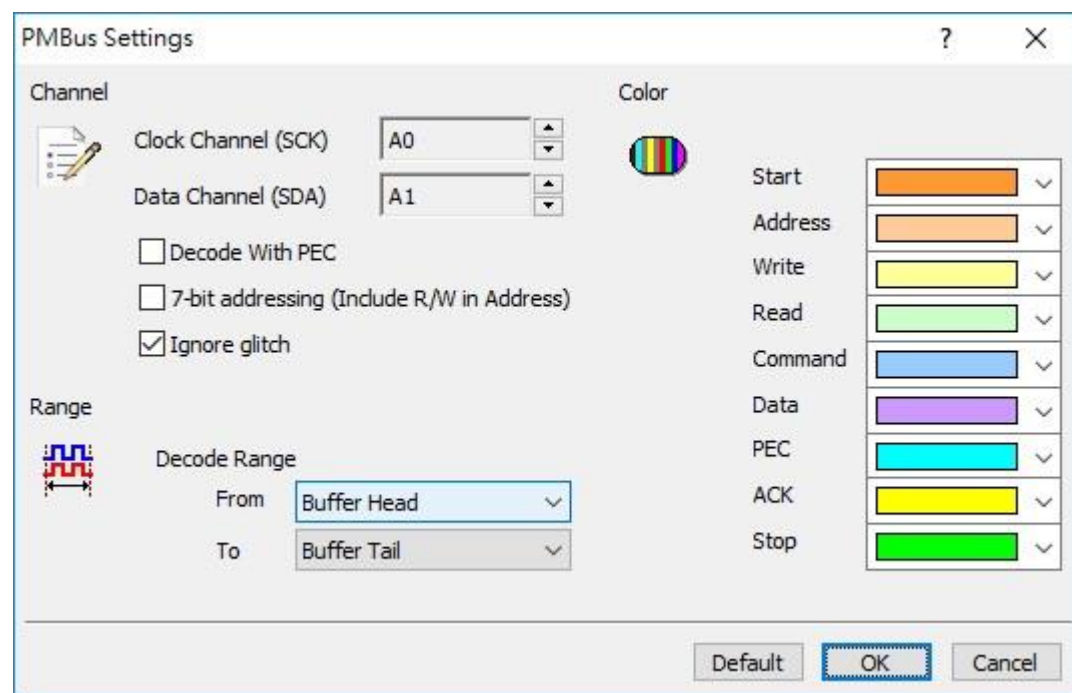 PMBus Settings
?
Channel
Clock Channel (SCK) A0
Data Channel (SDA) A1
Decode With PEC
7-bit addressing (Include R/W in Address)
Ignore glitch
Range
Decode Range
From Buffer Head
To Buffer Tail
Color
Start
Address
Write
Read
Command
Data
PEC
ACK
Stop
Default OK Cancel